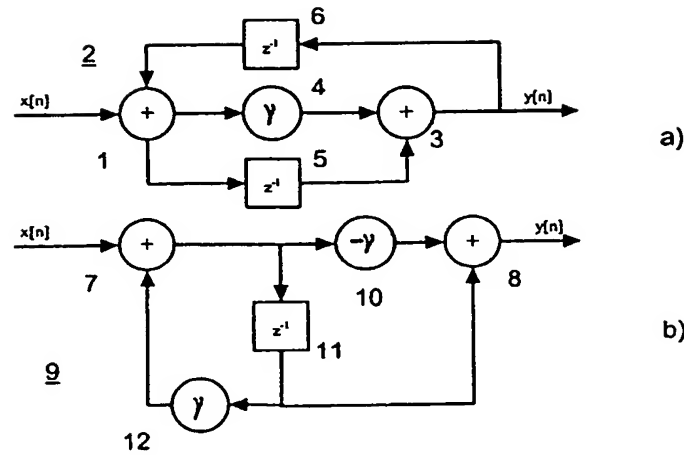 6
2
z⁻¹
4
x[n]
+
γ
+
y[n]
1
5
3
a)
z⁻¹
x[n]
+
−γ
+
y[n]
7
10
8
z⁻¹
11
b)
9
γ
12